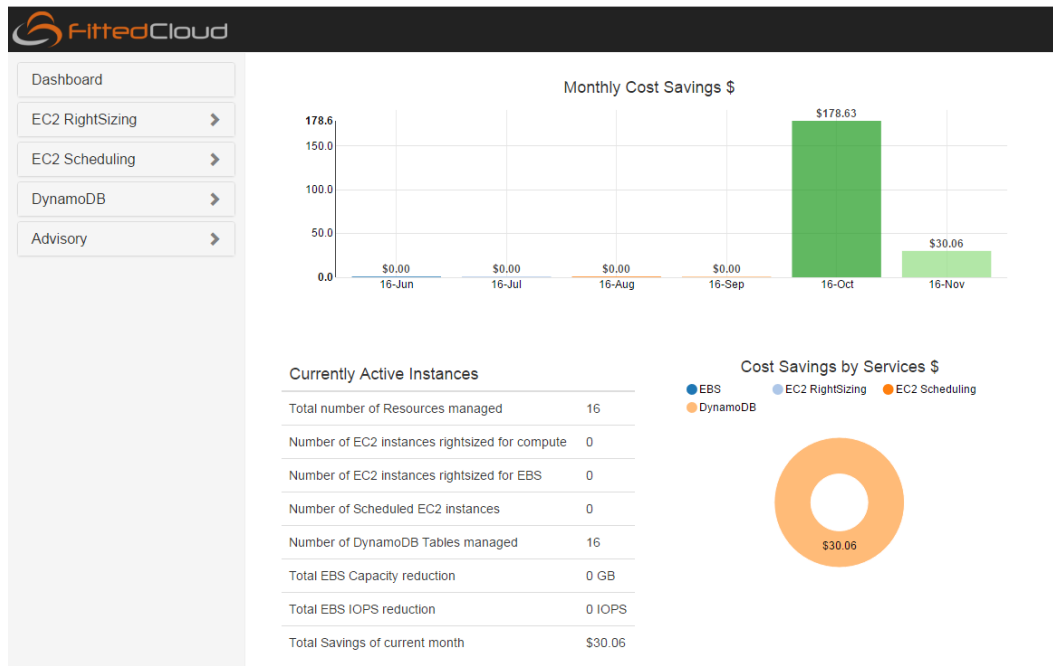 FittedCloud
Dashboard
EC2 RightSizing
EC2 Scheduling
DynamoDB
Advisory
Monthly Cost Savings $
178.6
150.0
100.0
50.0
0.0
$0.00
$0.00
$0.00
$0.00
$178.63
$30.06
16-Jun
16-Jul
16-Aug
16-Sep
16-Oct
16-Nov
Currently Active Instances
Total number of Resources managed 16
Number of EC2 instances rightsized for compute 0
Number of EC2 instances rightsized for EBS 0
Number of Scheduled EC2 instances 0
Number of DynamoDB Tables managed 16
Total EBS Capacity reduction 0 GB
Total EBS IOPS reduction 0 IOPS
Total Savings of current month $30.06
Cost Savings by Services $
EBS EC2 RightSizing EC2 Scheduling
DynamoDB
$30.06